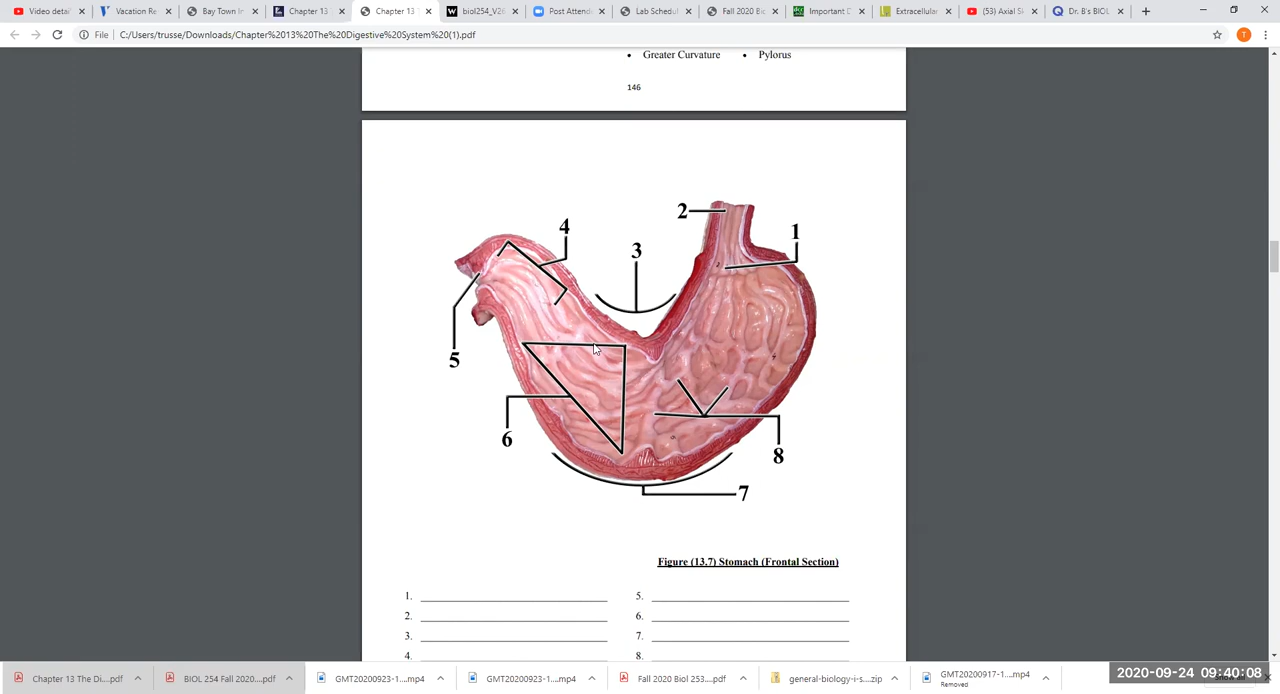 Video detai
Vacation Re
Bay Town In
Chapter 13
Chapter 13
biol254_V2
Post Attend
Lab Schedul
Fall 2020 Bi
Important D
Extracellula
(53) Axial S
Dr. B's BIOL
File
C:/Users/trusse/Downloads/Chapter%2013%20The%20Digestive%20System%20(1).pdf
T
• Greater Curvature • Pylorus
146
4
2
1
3
5
6
8
7
Figure (13.7) Stomach (Frontal Section)
1.
5.
2.
6.
3.
7.
4.
8.
Chapter 13 The Di....pdf
BIOL 254 Fall 2020....pdf
GMT20200923-1....mp4
GMT20200923-1....mp4
Fall 2020 Biol 253....pdf
general-biology-i-s....zip
GMT20200917-1....mp4
Removed
2020-09-24 09:40:08